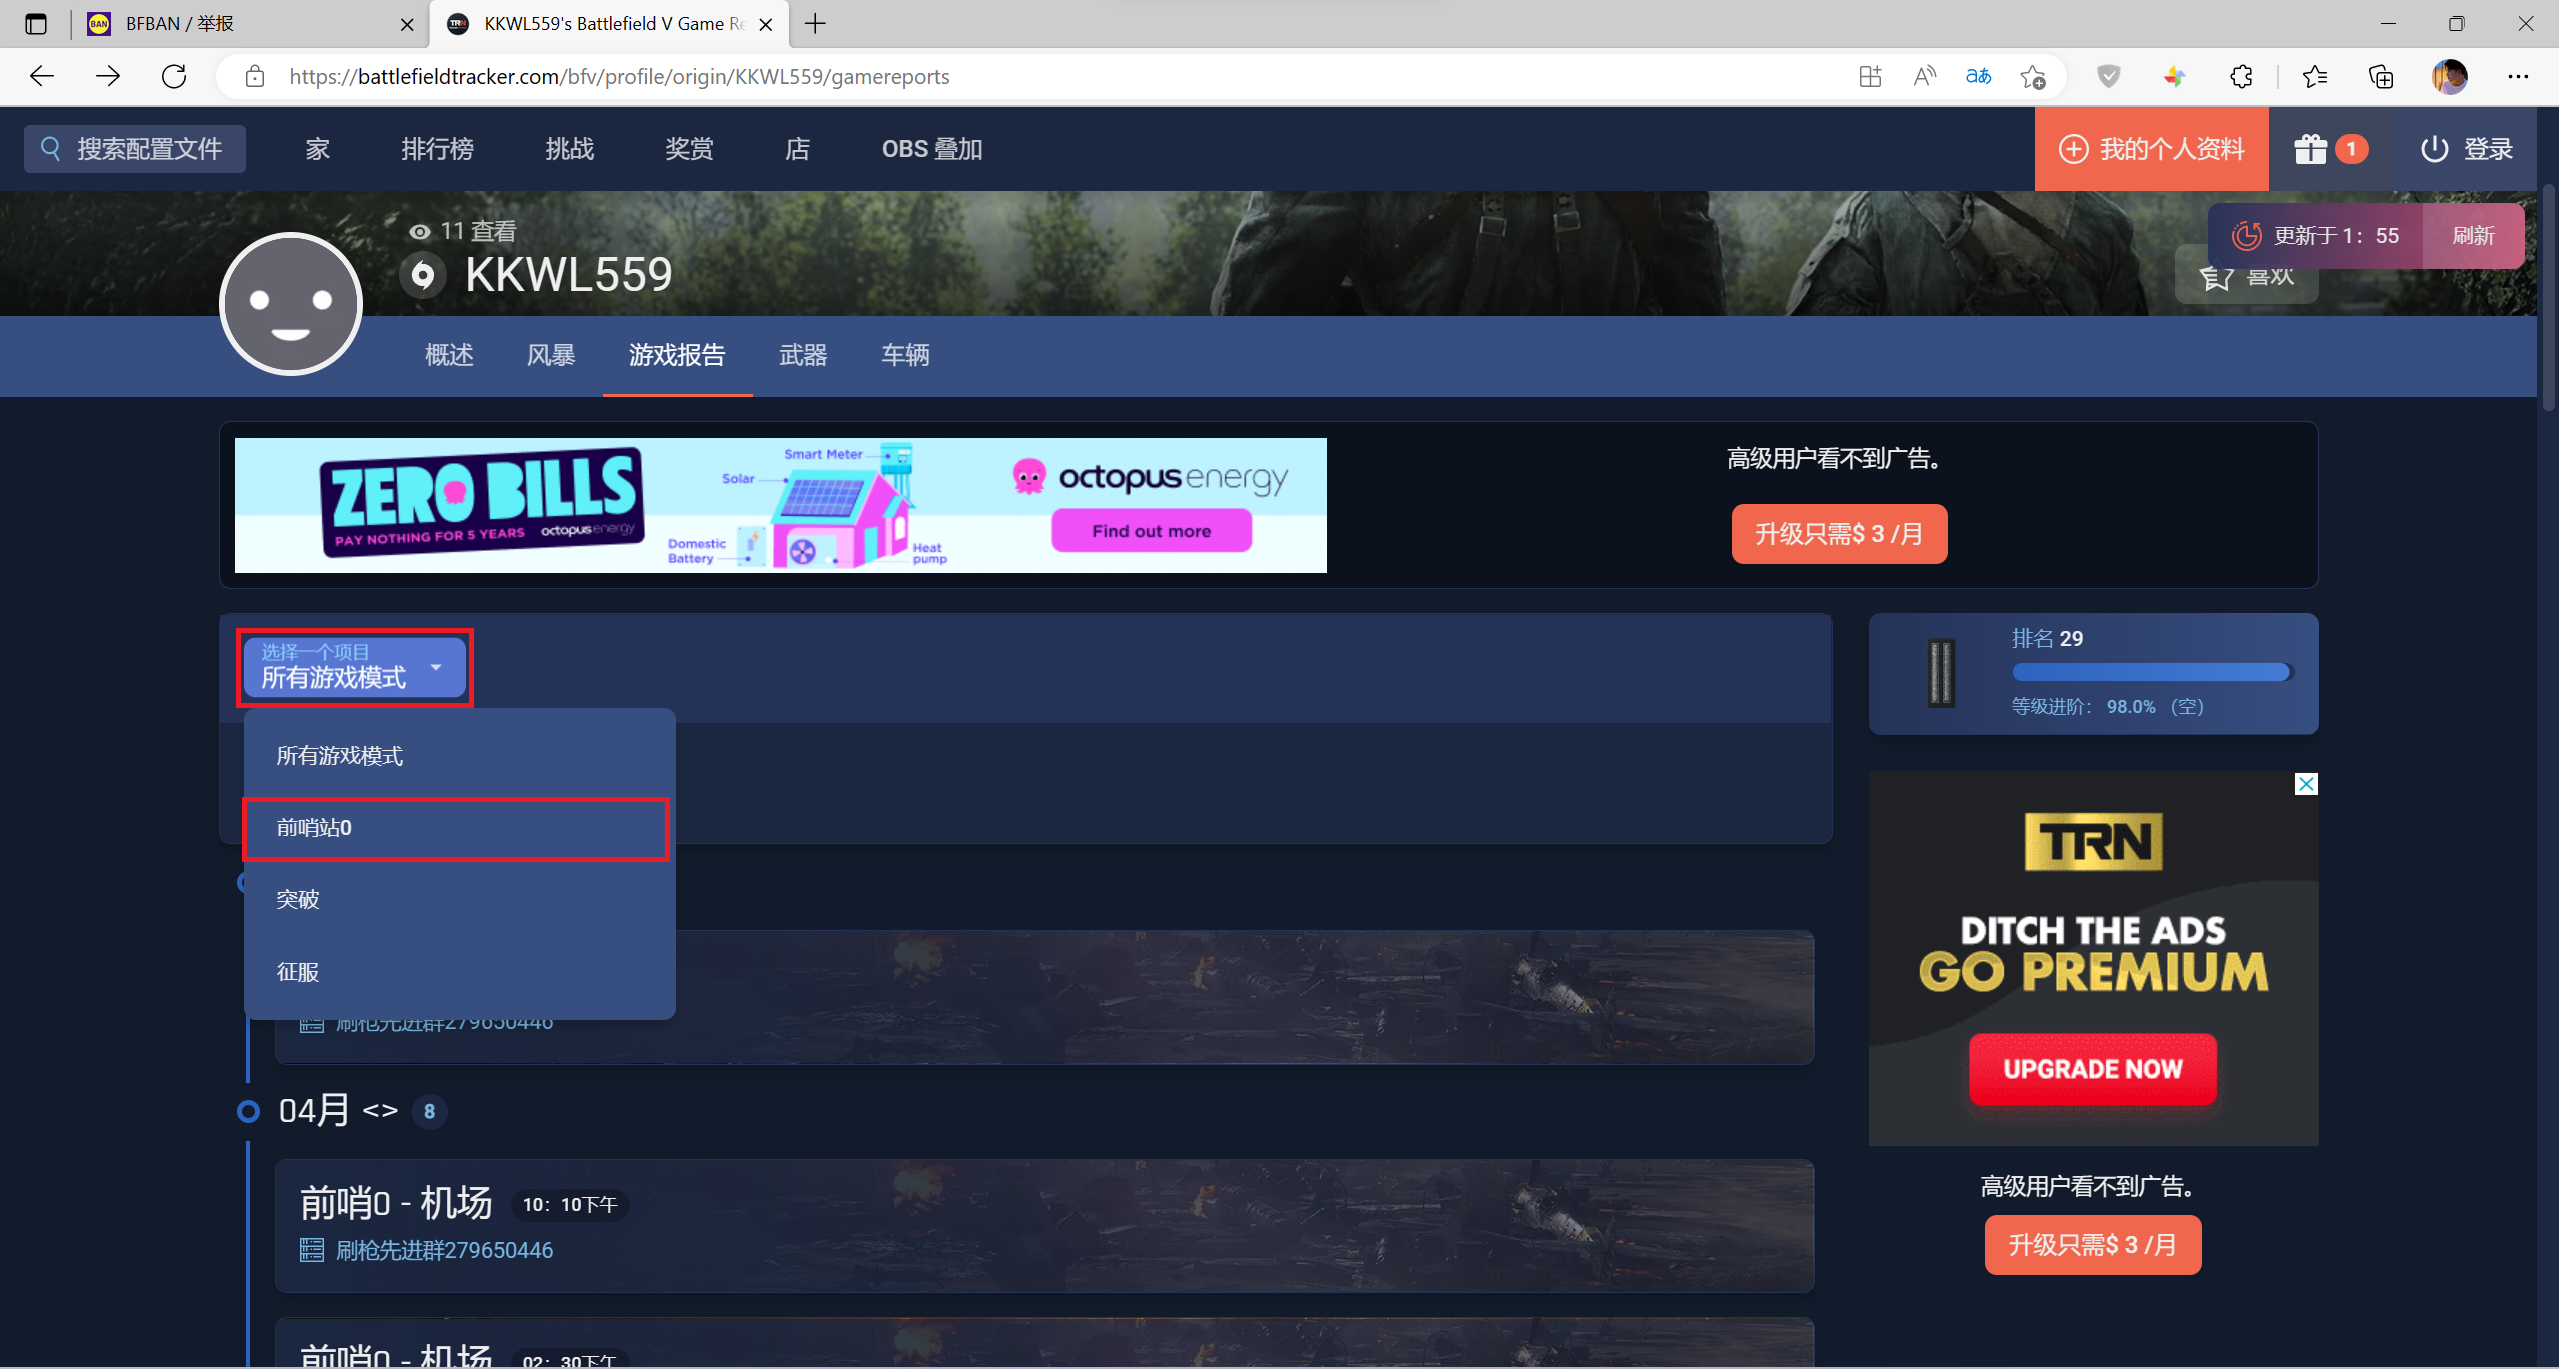 BFBAN / 举报
KKWL559's Battlefield V Game Re
https://battlefieldtracker.com/bfv/profile/origin/KKWL559/gamereports
搜索配置文件
家
排行榜
挑战
奖赏
店
OBS 叠加
我的个人资料
1
登录
11 查看
KKWL559
更新于 1：55
刷新
喜欢
概述
风暴
游戏报告
武器
车辆
ZERO BILLS
PAY NOTHING FOR 5 YEARS octopusenergy
Smart Meter
Solar
Domestic
Battery
Heat
pump
octopusenergy
Find out more
高级用户看不到广告。
升级只需$ 3 /月
选择一个项目
所有游戏模式
所有游戏模式
前哨站0
突破
征服
排名 29
等级进阶： 98.0% （空）
刷枪先进群279650446
04月 <> 8
前哨0 - 机场 10：10下午
刷枪先进群279650446
前哨0 - 机场 02：30下午
TRN
DITCH THE ADS
GO PREMIUM
UPGRADE NOW
高级用户看不到广告。
升级只需$ 3 /月